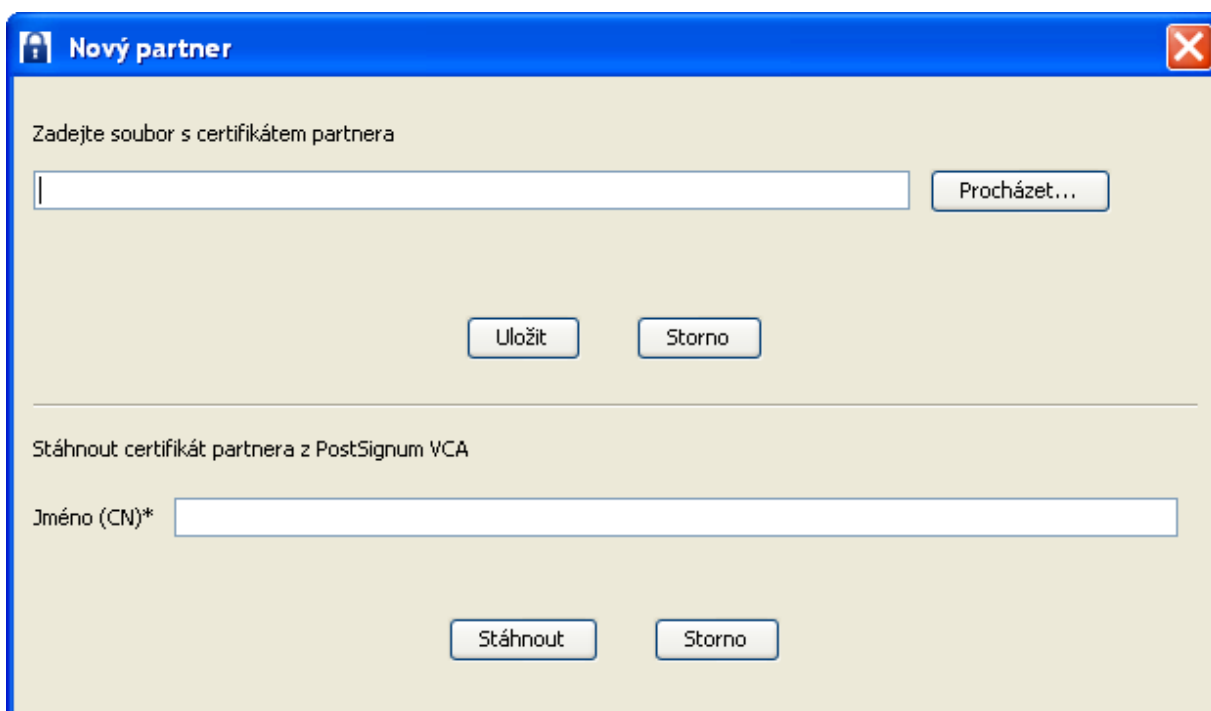 Nový partner
Zadejte soubor s certifikátem partnera
Procházet...
Uložit Storno
Stáhnout certifikát partnera z PostSignum VCA
Jméno (CN)*
Stáhnout Storno